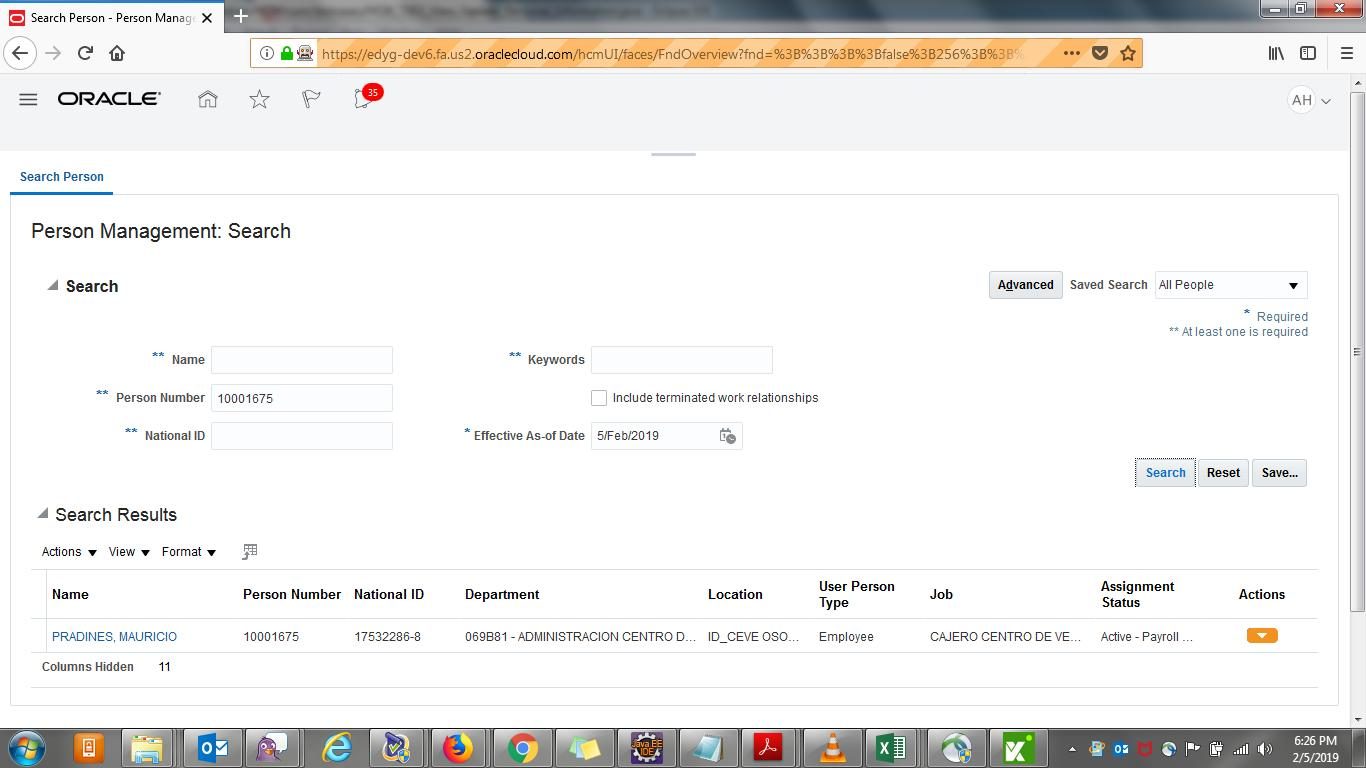 Search Person - Person Manage
https://edyg-dev6.fa.us2.oraclecloud.com/hcmUI/faces/FndOverview?fnd=%3B%3B%3B%3Bfalse%3B256%3B%3B%
ORACLE
35
AH
Search Person
Person Management: Search
Search
Advanced Saved Search All People
* Required
** At least one is required
** Name ** Keywords
** Person Number 10001675 Include terminated work relationships
** National ID * Effective As-of Date 5/Feb/2019
Search Reset Save...
Search Results
Actions View Format
Name Person Number National ID Department Location User Person Type Job Assignment Status Actions
PRADINES, MAURICIO 10001675 17532286-8 069B81 - ADMINISTRACION CENTRO D... ID_CEVE OSO... Employee CAJERO CENTRO DE VE... Active - Payroll ...
Columns Hidden 11
Java EE
IDE
6:26 PM
2/5/2019